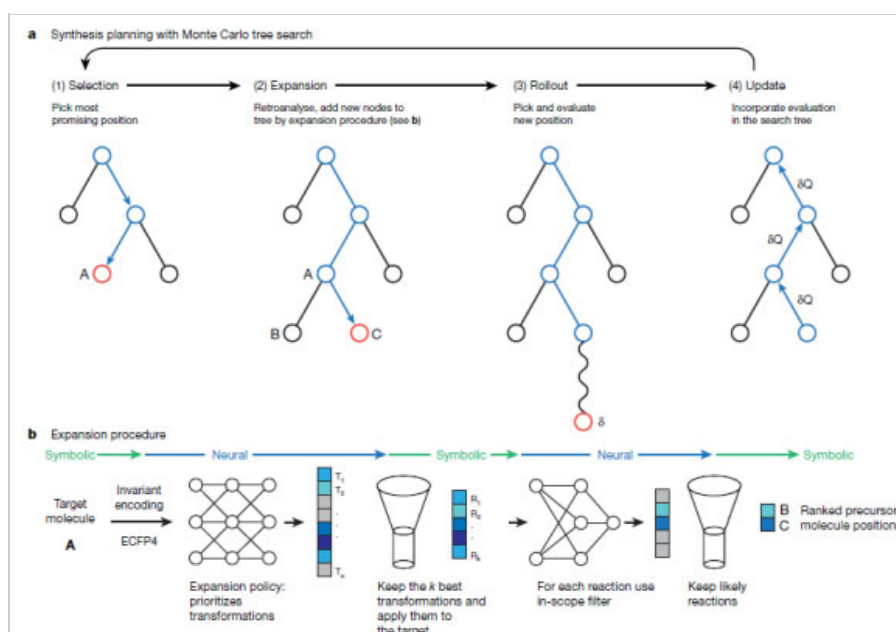 a Synthesis planning with Monte Carlo tree search
(1) Selection
Pick most
promising position
(2) Expansion
Retroanalyse, add new nodes to
tree by expansion procedure (see b)
(3) Rollout
Pick and evaluate
new position
(4) Update
Incorporate evaluation
in the search tree
A
A
B
C
δ
δQ
δQ
δQ
b Expansion procedure
Symbolic
Neural
Symbolic
Neural
Symbolic
Target
molecule
A
Invariant
encoding
ECFP4
Expansion policy:
prioritizes
transformations
T1
T2
.
.
.
Tn
Keep the k best
transformations and
apply them to
the target
R1
R2
.
.
Rk
For each reaction use
in-scope filter
Keep likely
reactions
B
C
Ranked precursor
molecule position